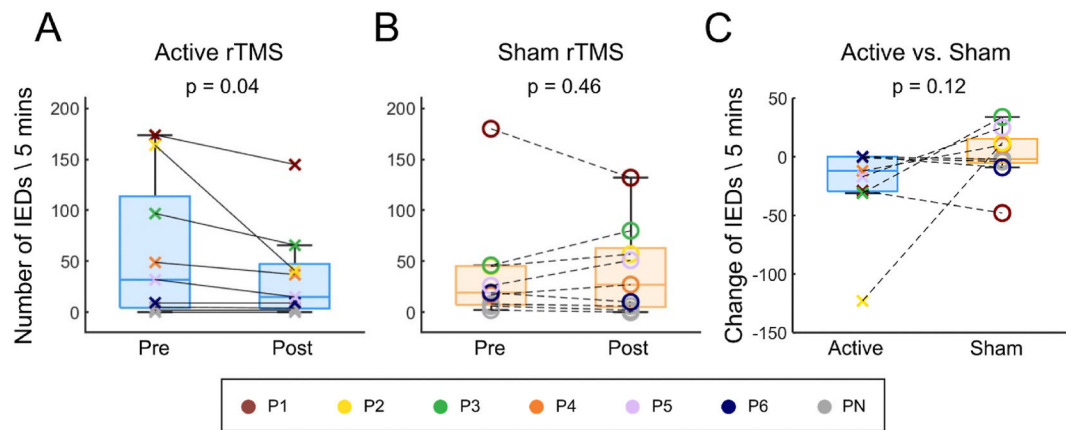 A
Active rTMS
p = 0.04
Number of IEDs \ 5 mins
200
150
100
50
0
Pre Post
B
Sham rTMS
p = 0.46
200
150
100
50
0
Pre Post
C
Active vs. Sham
p = 0.12
Change of IEDs \ 5 mins
50
0
-50
-100
-150
Active Sham
P1 P2 P3 P4 P5 P6 PN